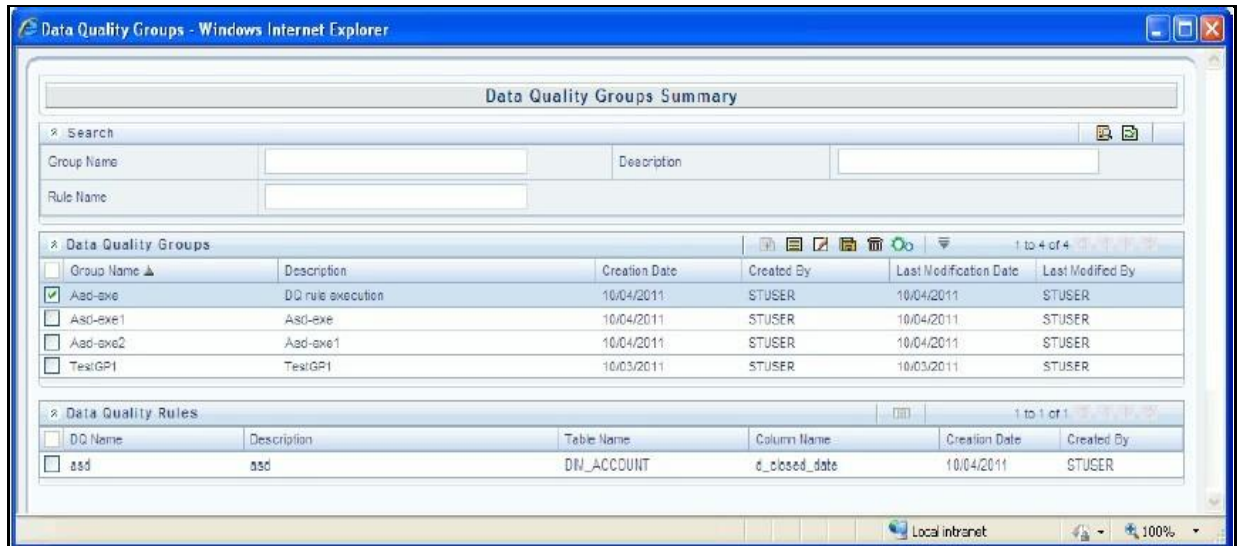 Data Quality Groups - Windows Internet Explorer
Data Quality Groups Summary
Search
Group Name Description
Rule Name
Data Quality Groups 1 to 4 of 4
Group Name Description Creation Date Created By Last Modification Date Last Modified By
Asd-exe DQ rule execution 10/04/2011 STUSER 10/04/2011 STUSER
Asd-exe1 Asd-exe 10/04/2011 STUSER 10/04/2011 STUSER
Asd-exe2 Asd-exe1 10/04/2011 STUSER 10/04/2011 STUSER
TestGP1 TestGP1 10/03/2011 STUSER 10/03/2011 STUSER
Data Quality Rules 1 to 1 of 1
DQ Name Description Table Name Column Name Creation Date Created By
asd asd DIM_ACCOUNT d_closed_date 10/04/2011 STUSER
Local intranet 100%